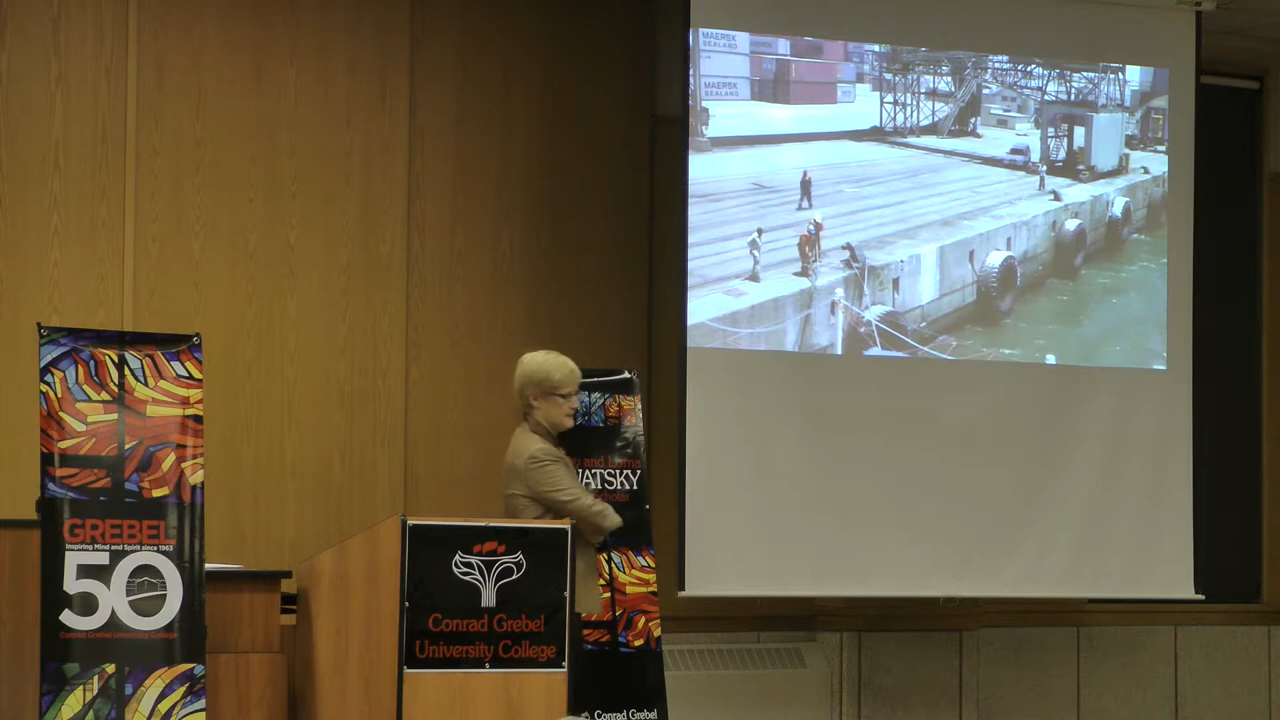 MAERSK
SEALAND
MAERSK
SEALAND
GREBEL
Inspiring Mind and Spirit since 1963
50
Conrad Grebel University College
Conrad Grebel
University College
and Lorna
WATSKY
Scholar
Conrad Grebel